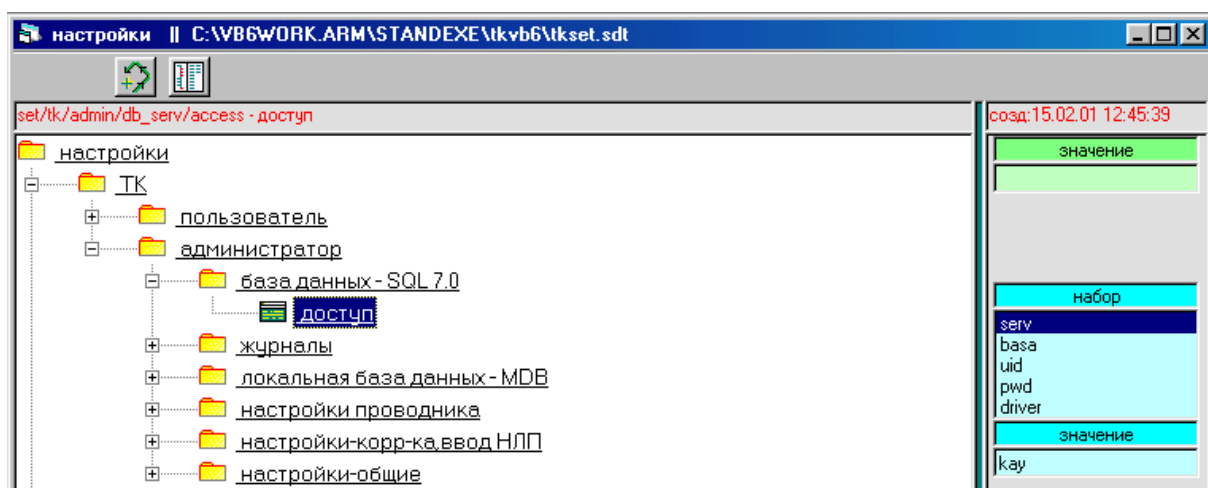 настройки || C:\VB6WORK.ARM\STANDEXE\tkvb6\tkset.sdt
set/tk/admin/db_serv/access - доступ
созд:15.02.01 12:45:39
настройки
ТК
пользователь
администратор
база данных - SQL 7.0
доступ
журналы
локальная база данных - MDB
настройки проводника
настройки-корр-ка,ввод НЛП
настройки-общие
значение
набор
serv
basa
uid
pwd
driver
значение
kay